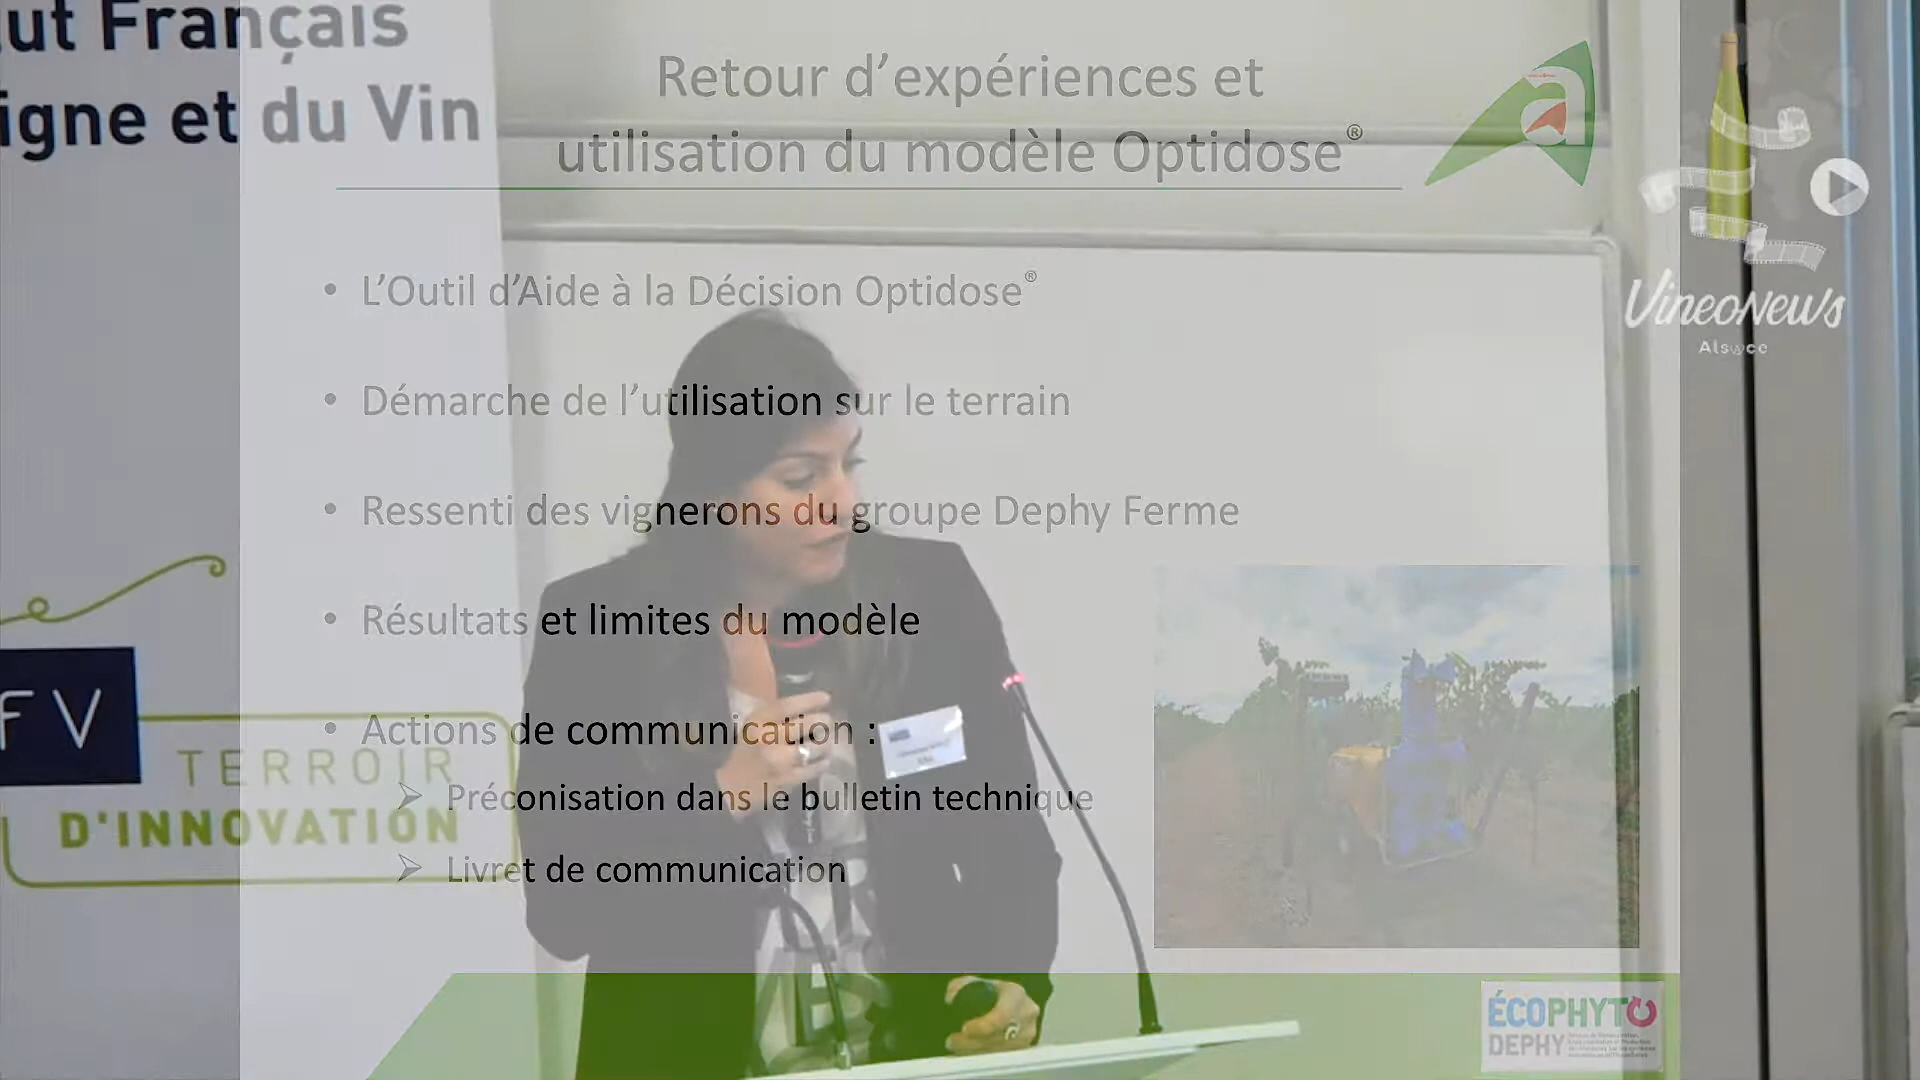 ut Français
igne et du Vin
Retour d'expériences et
utilisation du modèle Optidose®
• L'Outil d'Aide à la Décision Optidose®
• Démarche de l'utilisation sur le terrain
• Ressenti des vignerons du groupe Dephy Ferme
• Résultats et limites du modèle
• Actions de communication :
➢ Préconisation dans le bulletin technique
➢ Livret de communication
FV
TERROIR
D'INNOVATION
VineoNews
Alsace
a
ÉCOPHYTO
DEPHY